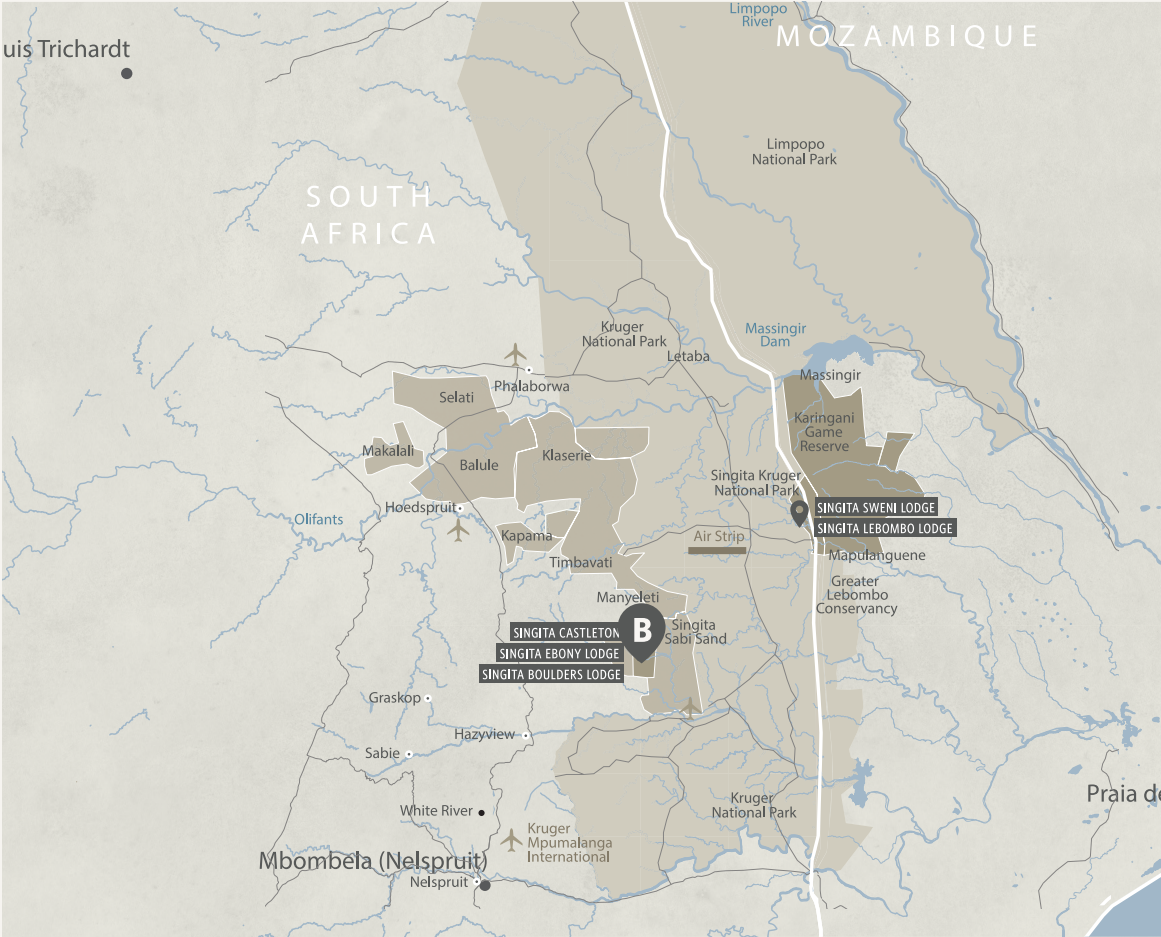 Limpopo
River
MOZAMBIQUE
uis Trichardt
Limpopo
National Park
SOUTH
AFRICA
Kruger
National Park
Massingir
Dam
Letaba
Massingir
Phalaborwa
Selati
Karingani
Game
Reserve
Makalali
Balule
Klaserie
Singita Kruger
National Park
Hoedspruit
SINGITA SWENI LODGE
Olifants
SINGITA LEBOMBO LODGE
Kapama
Air Strip
Timbavati
Mapulanguene
Greater
Lebombo
Conservancy
Manyeleti
B
Singita
Sabi Sand
SINGITA CASTLETON
SINGITA EBONY LODGE
SINGITA BOULDERS LODGE
Graskop
Hazyview
Sabie
Praia de
Kruger
National Park
White River
Kruger
Mpumalanga
International
Mbombela (Nelspruit)
Nelspruit